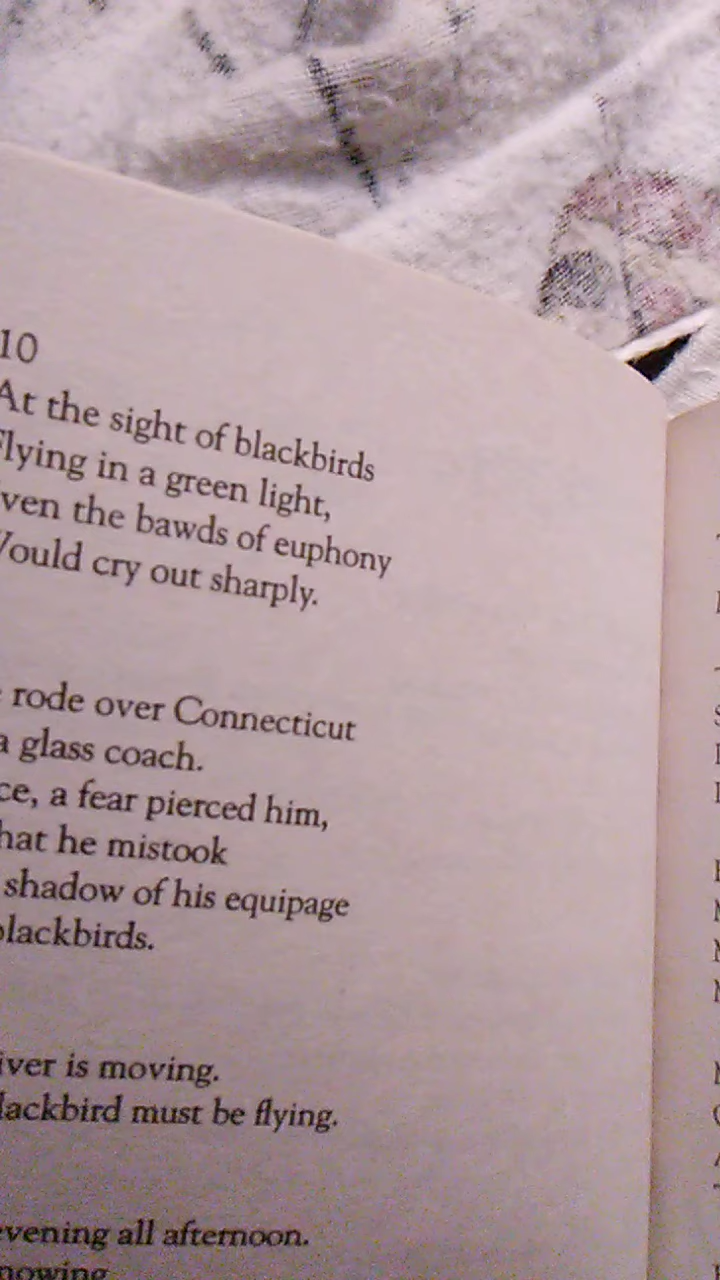 10
At the sight of blackbirds
Flying in a green light,
ven the bawds of euphony
Would cry out sharply.
rode over Connecticut
a glass coach.
ce, a fear pierced him,
hat he mistook
shadow of his equipage
blackbirds.
iver is moving.
lackbird must be flying.
evening all afternoon.
nowing